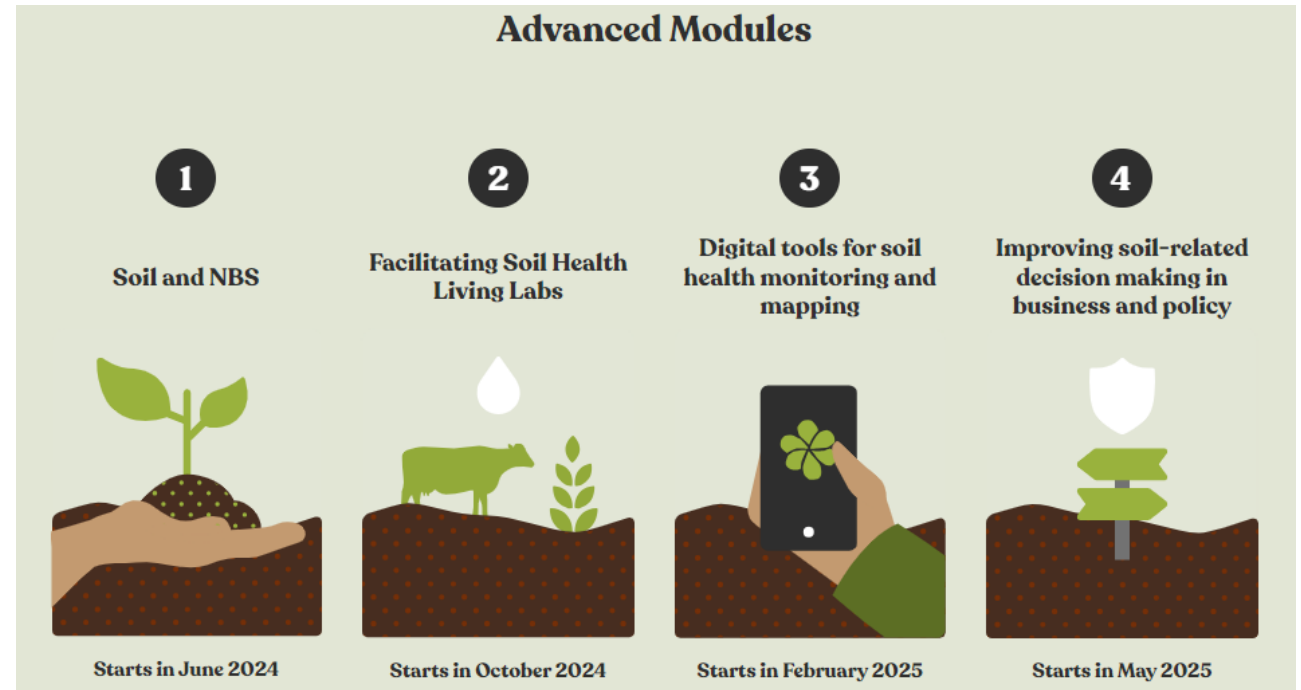 Advanced Modules
1
Soil and NBS
Starts in June 2024
2
Facilitating Soil Health
Living Labs
Starts in October 2024
3
Digital tools for soil
health monitoring and
mapping
Starts in February 2025
4
Improving soil-related
decision making in
business and policy
Starts in May 2025